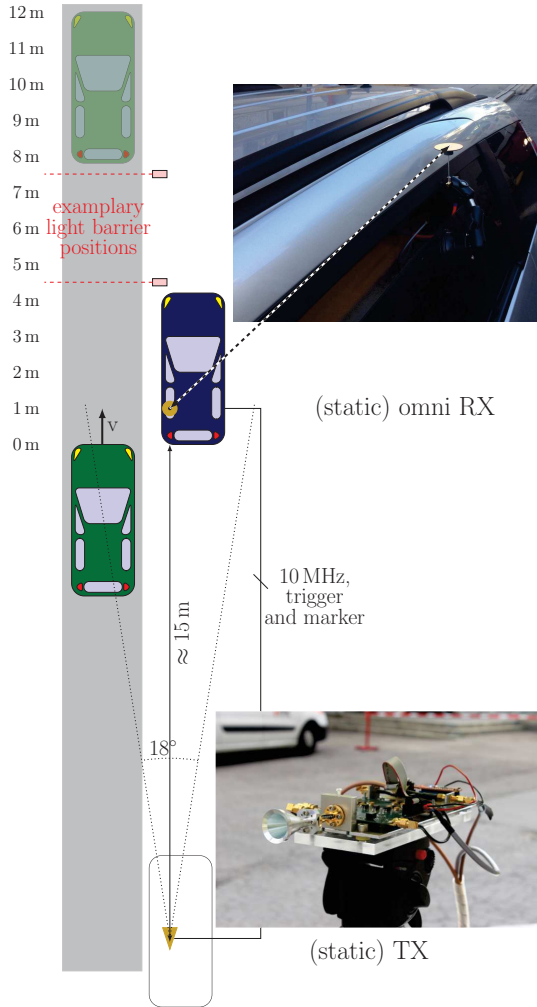 12 m
11 m
10 m
9 m
8 m
7 m
6 m
5 m
4 m
3 m
2 m
1 m
0 m
examplary
light barrier
positions
(static) omni RX
v
10 MHz,
trigger
and marker
≈ 15 m
18°
(static) TX